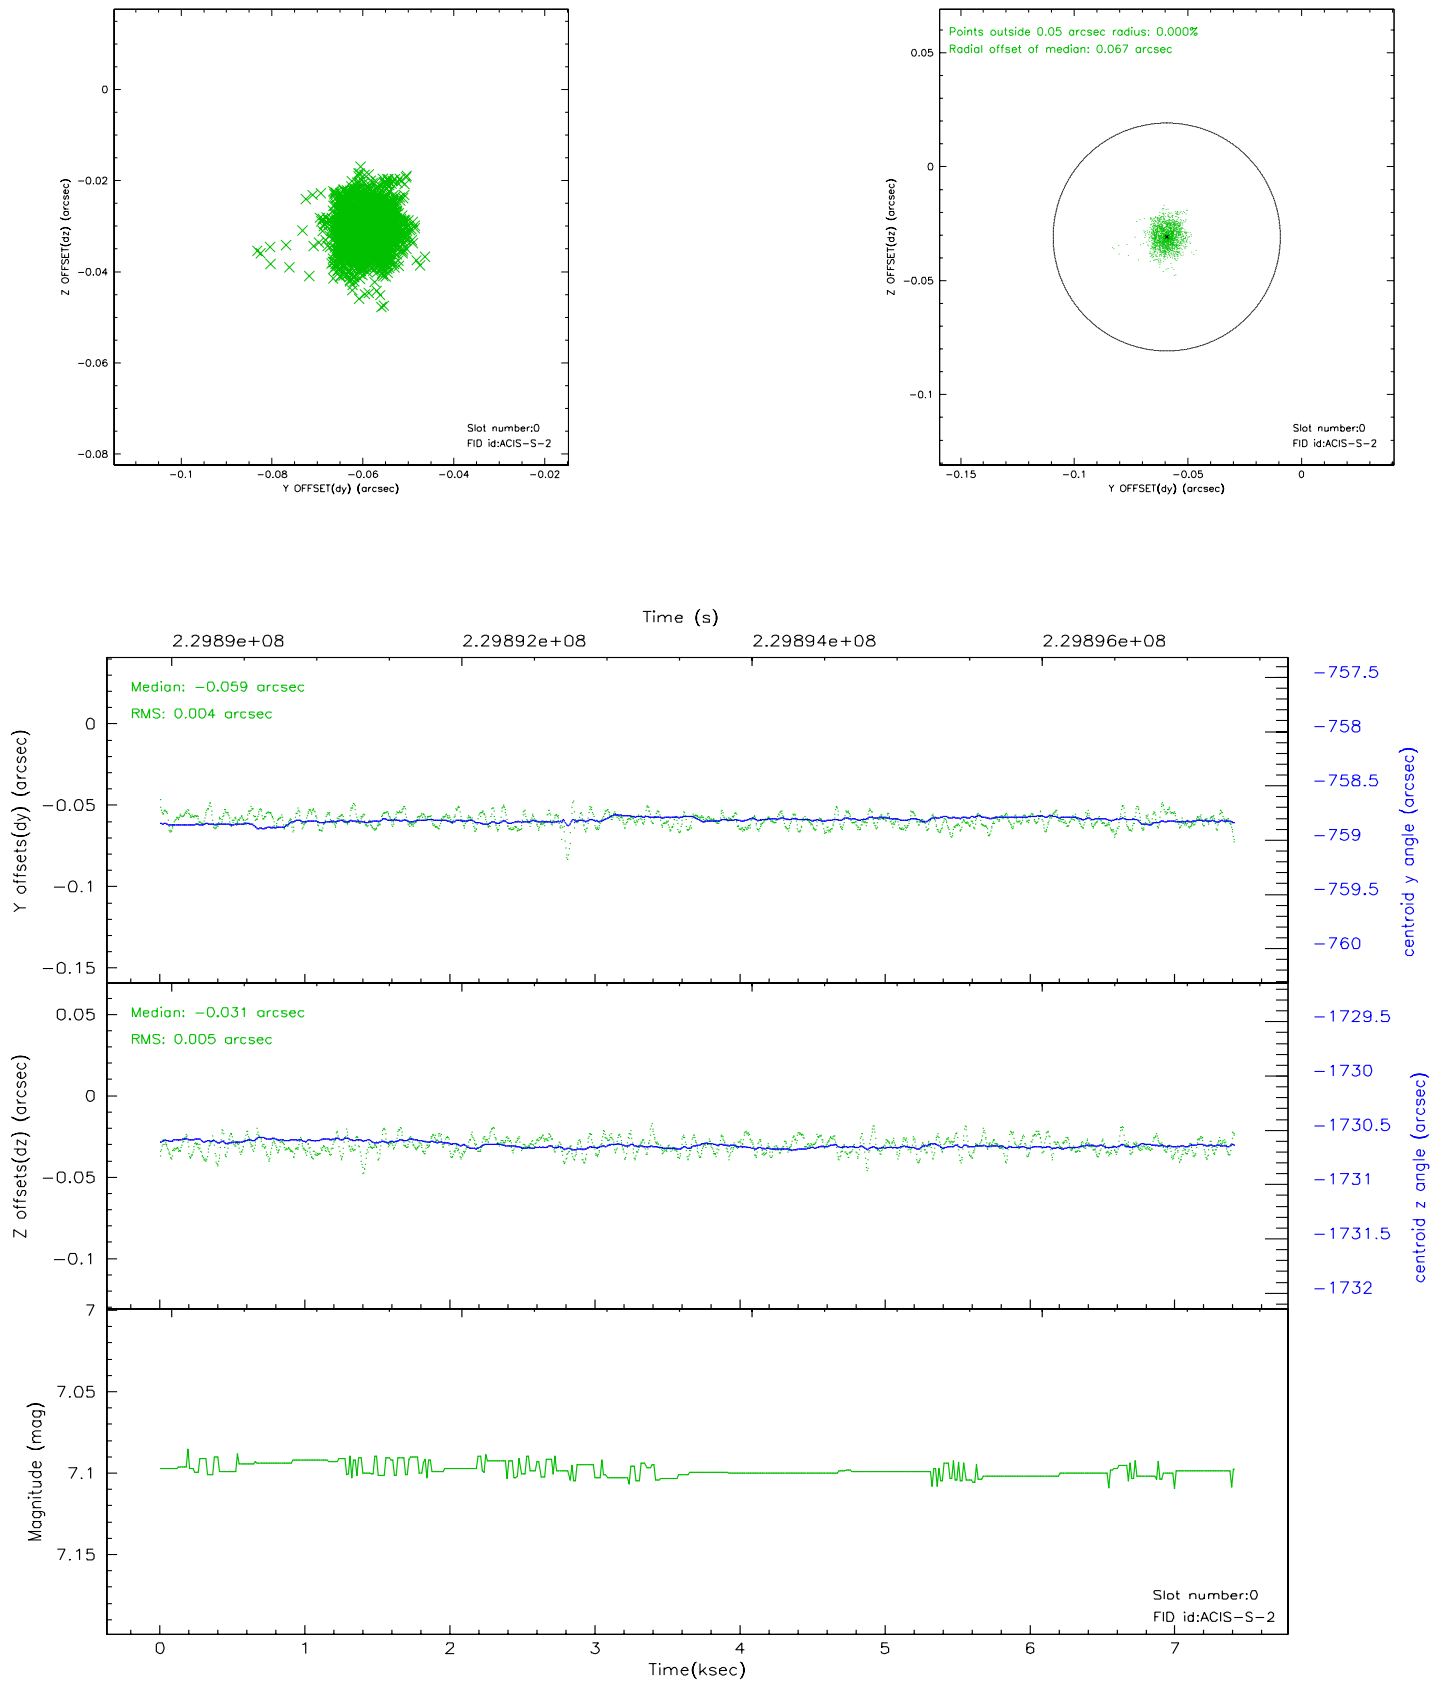 0
-0.02
-0.04
-0.06
-0.08
Z OFFSET(dz) (arcsec)
Slot number:0
FID id:ACIS-S-2
-0.1
-0.08
-0.06
-0.04
-0.02
Y OFFSET(dy) (arcsec)
Points outside 0.05 arcsec radius: 0.000%
Radial offset of median: 0.067 arcsec
0.05
0
-0.05
-0.1
Z OFFSET(dz) (arcsec)
Slot number:0
FID id:ACIS-S-2
-0.15
-0.1
-0.05
0
Y OFFSET(dy) (arcsec)
Time (s)
2.2989e+08
2.29892e+08
2.29894e+08
2.29896e+08
Median: -0.059 arcsec
RMS: 0.004 arcsec
0
-0.05
-0.1
-0.15
Y offsets(dy) (arcsec)
-757.5
-758
-758.5
-759
-759.5
-760
centroid y angle (arcsec)
Median: -0.031 arcsec
RMS: 0.005 arcsec
0.05
0
-0.05
-0.1
Z offsets(dz) (arcsec)
-1729.5
-1730
-1730.5
-1731
-1731.5
-1732
centroid z angle (arcsec)
7
7.05
7.1
7.15
Magnitude (mag)
Slot number:0
FID id:ACIS-S-2
0
1
2
3
4
5
6
7
Time(ksec)